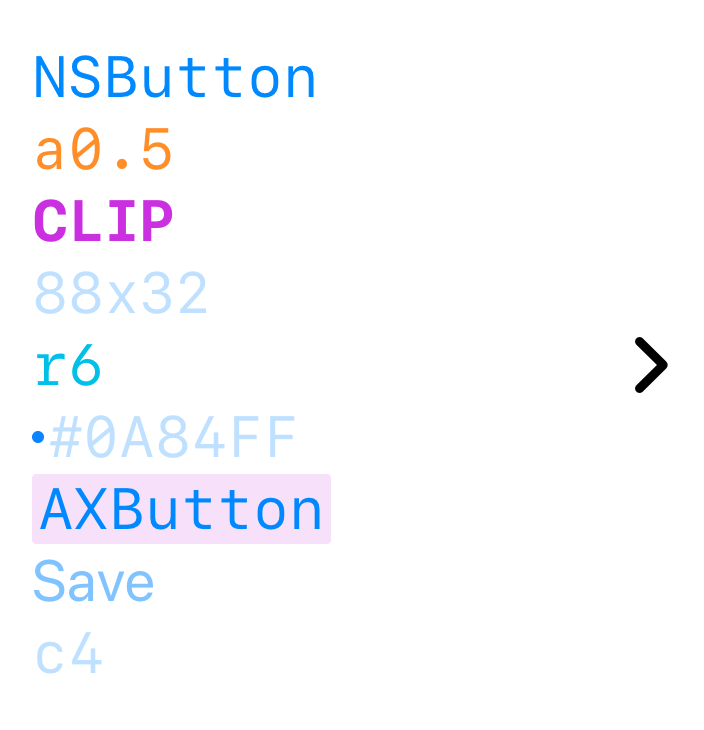 NSButton
a0.5
CLIP
88x32
r6
#0A84FF
AXButton
Save
c4